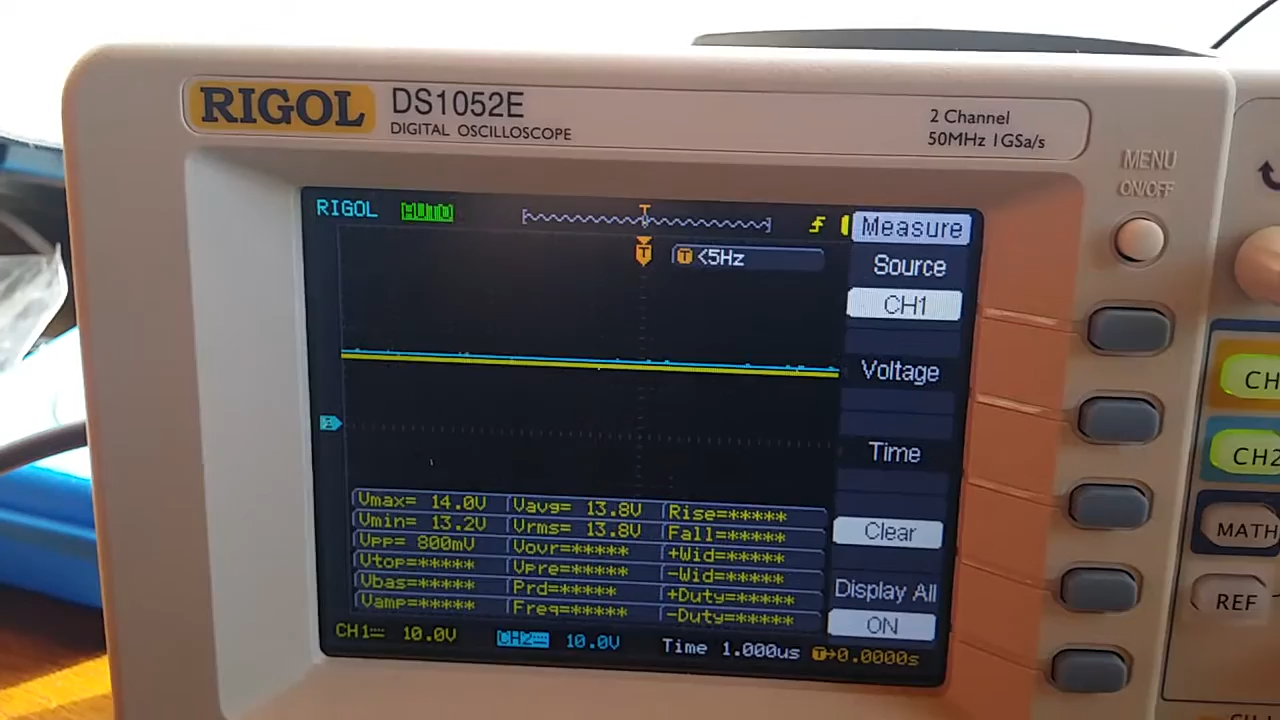 RIGOL DS1052E
DIGITAL OSCILLOSCOPE
2 Channel
50MHz 1GSa/s
MENU
ON/OFF
RIGOL AUTO
T
T
T <5Hz
Measure
Source
CH1
Voltage
Time
Clear
Display All
ON
2
Vmax= 14.0V Vavg= 13.8V Rise=*****
Vmin= 13.2V Vrms= 13.8V Fall=*****
Vpp= 800mV Vovr=***** +Wid=*****
Vtop=***** Vpre=***** -Wid=*****
Vbas=***** Prd=***** +Duty=*****
Vamp=***** Freq=***** -Duty=*****
CH1 10.0V CH2 10.0V Time 1.000us T→0.0000s
CH
CH2
MATH
REF